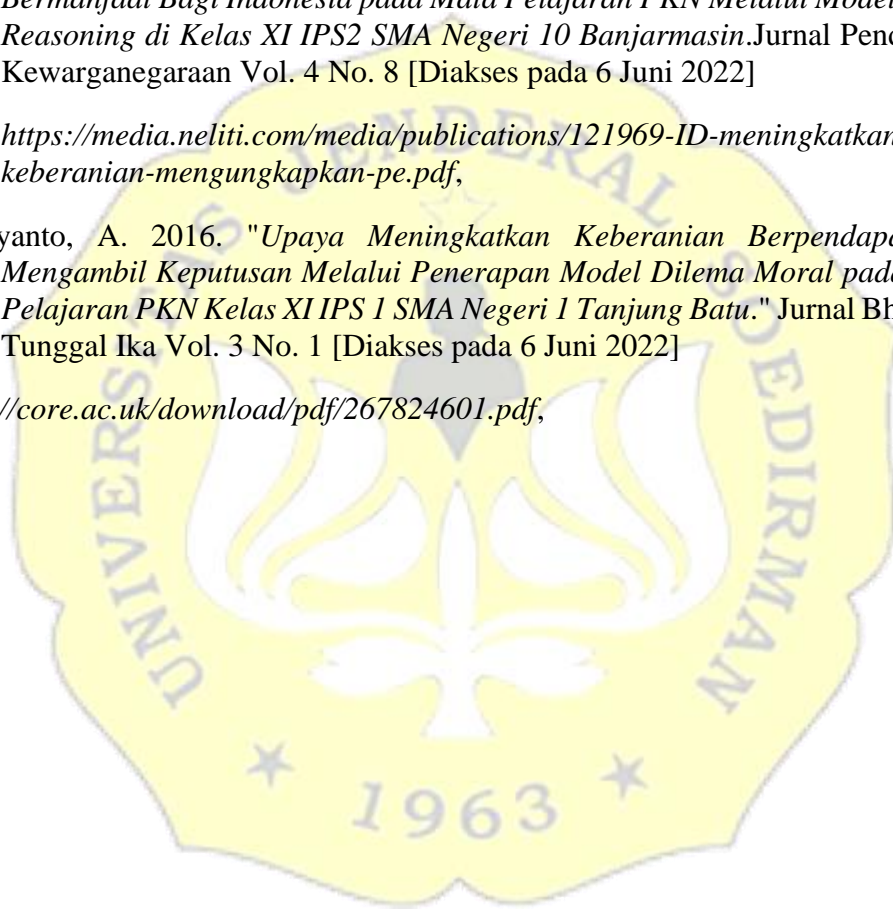 Bermanfaat Bagi Indonesia pada Mata Pelajaran PKN Melalui Model
Reasoning di Kelas XI IPS2 SMA Negeri 10 Banjarmasin.Jurnal Pend
Kewarganegaraan Vol. 4 No. 8 [Diakses pada 6 Juni 2022]
https://media.neliti.com/media/publications/121969-ID-meningkatkan
keberanian-mengungkapkan-pe.pdf,
yanto, A. 2016. "Upaya Meningkatkan Keberanian Berpendapa
Mengambil Keputusan Melalui Penerapan Model Dilema Moral pada
Pelajaran PKN Kelas XI IPS 1 SMA Negeri 1 Tanjung Batu." Jurnal Bh
Tunggal Ika Vol. 3 No. 1 [Diakses pada 6 Juni 2022]
//core.ac.uk/download/pdf/267824601.pdf,
UNIVERSITAS JENDERAL SOEDIRMAN
1963